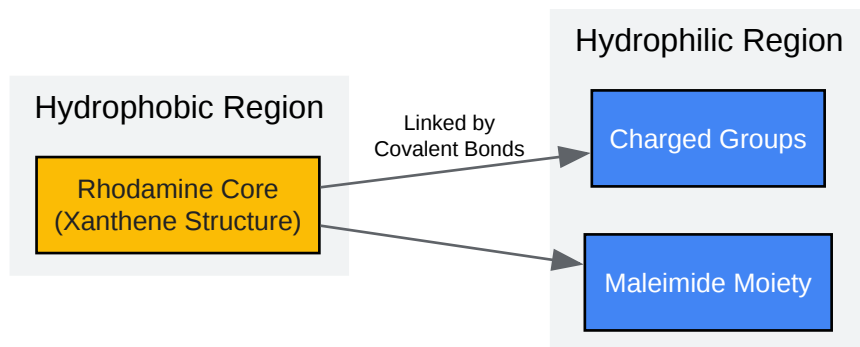 Hydrophobic Region
Rhodamine Core
(Xanthene Structure)
Linked by
Covalent Bonds
Hydrophilic Region
Charged Groups
Maleimide Moiety